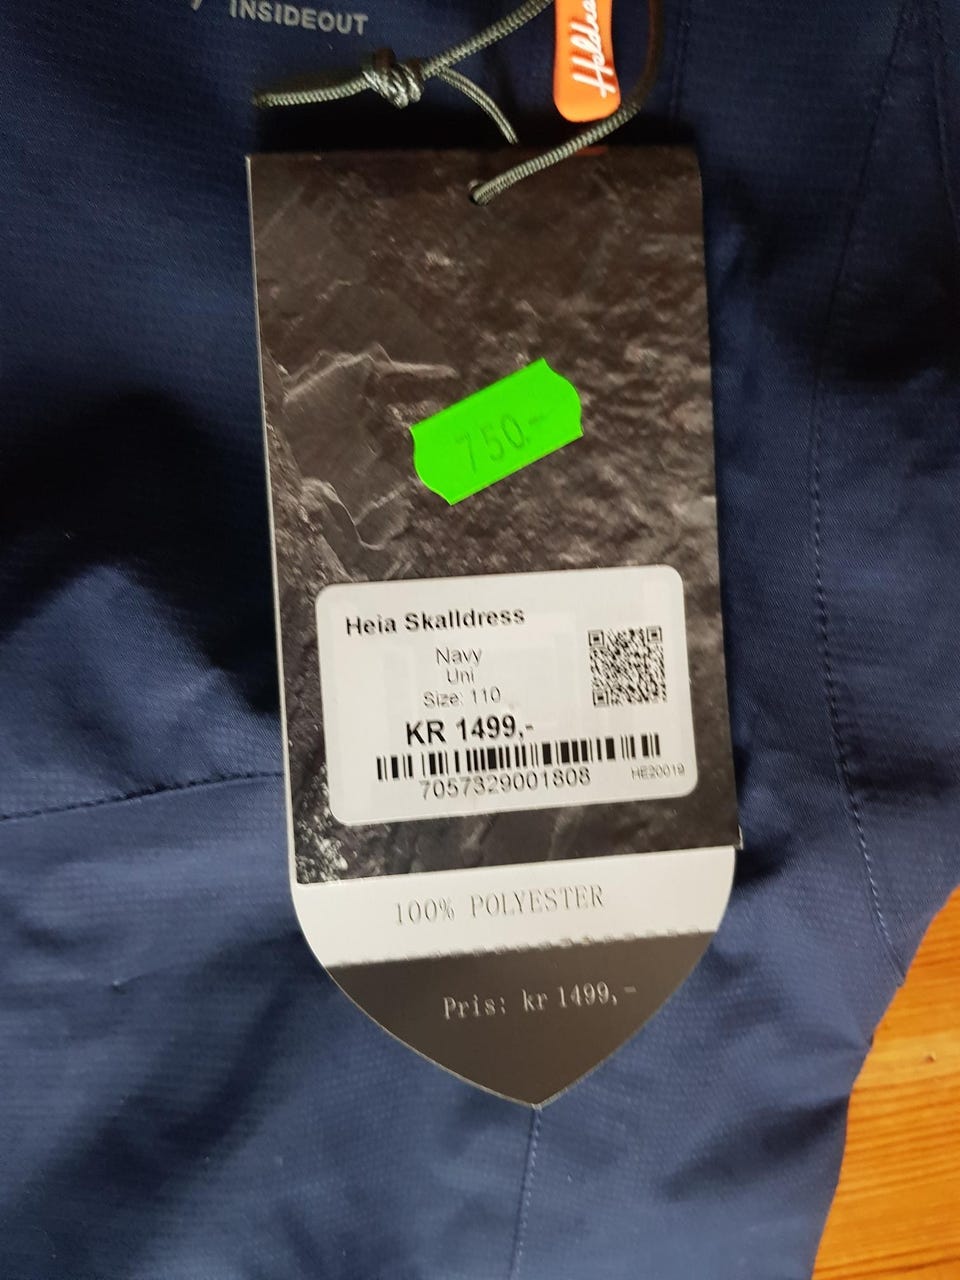 INSIDEOUT
750.-
Heia Skalldress
Navy
Uni
Size: 110
KR 1499,-
7057329001808
HE20019
100% POLYESTER
Pris: kr 1499,-